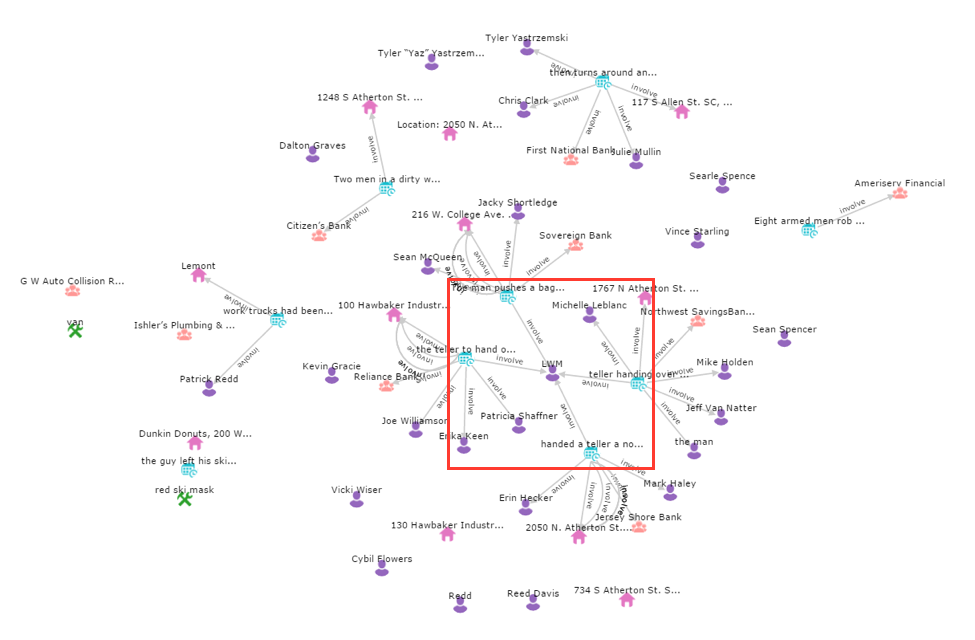 Tyler Yastrzemski
Tyler “Yaz” Yastrzem...
then turns around an...
involve
involve
1248 S Atherton St. ...
Chris Clark
involve
117 S Allen St. SC, ...
Location: 2050 N. At...
involve
involve
involve
Dalton Graves
First National Bank
Julie Mullin
Two men in a dirty w...
Searle Spence
Amerisery Financial
involve
Jacky Shortledge
216 W. College Ave. ...
involve
Eight armed men rob ...
Citizen's Bank
Sovereign Bank
Vince Starling
involve
involve
involve
involve
Sean McQueen
Lemont
G W Auto Collision R...
The man pushes a bag...
1767 N Atherton St. ...
involve
work trucks had been...
100 Hawbaker Industr...
Michelle Leblanc
Northwest SavingsBan...
van
Ishler's Plumbing & ...
involve
Sean Spencer
involve
involve
involve
involve
the teller to hand o...
involve
involve
involve
Kevin Gracie
Reliance Bank
involve
involve
LWM
teller handing over ...
Mike Holden
Patrick Redd
involve
involve
involve
involve
involve
involve
Joe Williamson
Patricia Shaffner
involve
involve
Jeff Van Natter
Dunkin Donuts, 200 W...
Erika Keen
handed a teller a no...
the man
the guy left his ski...
involve
red ski mask
Vicki Wiser
Erin Hecker
involve
involve
involve
involve
Mark Haley
130 Hawbaker Industr...
2050 N. Atherton St....
Jersey Shore Bank
Cybil Flowers
Redd
Reed Davis
734 S Atherton St. S...